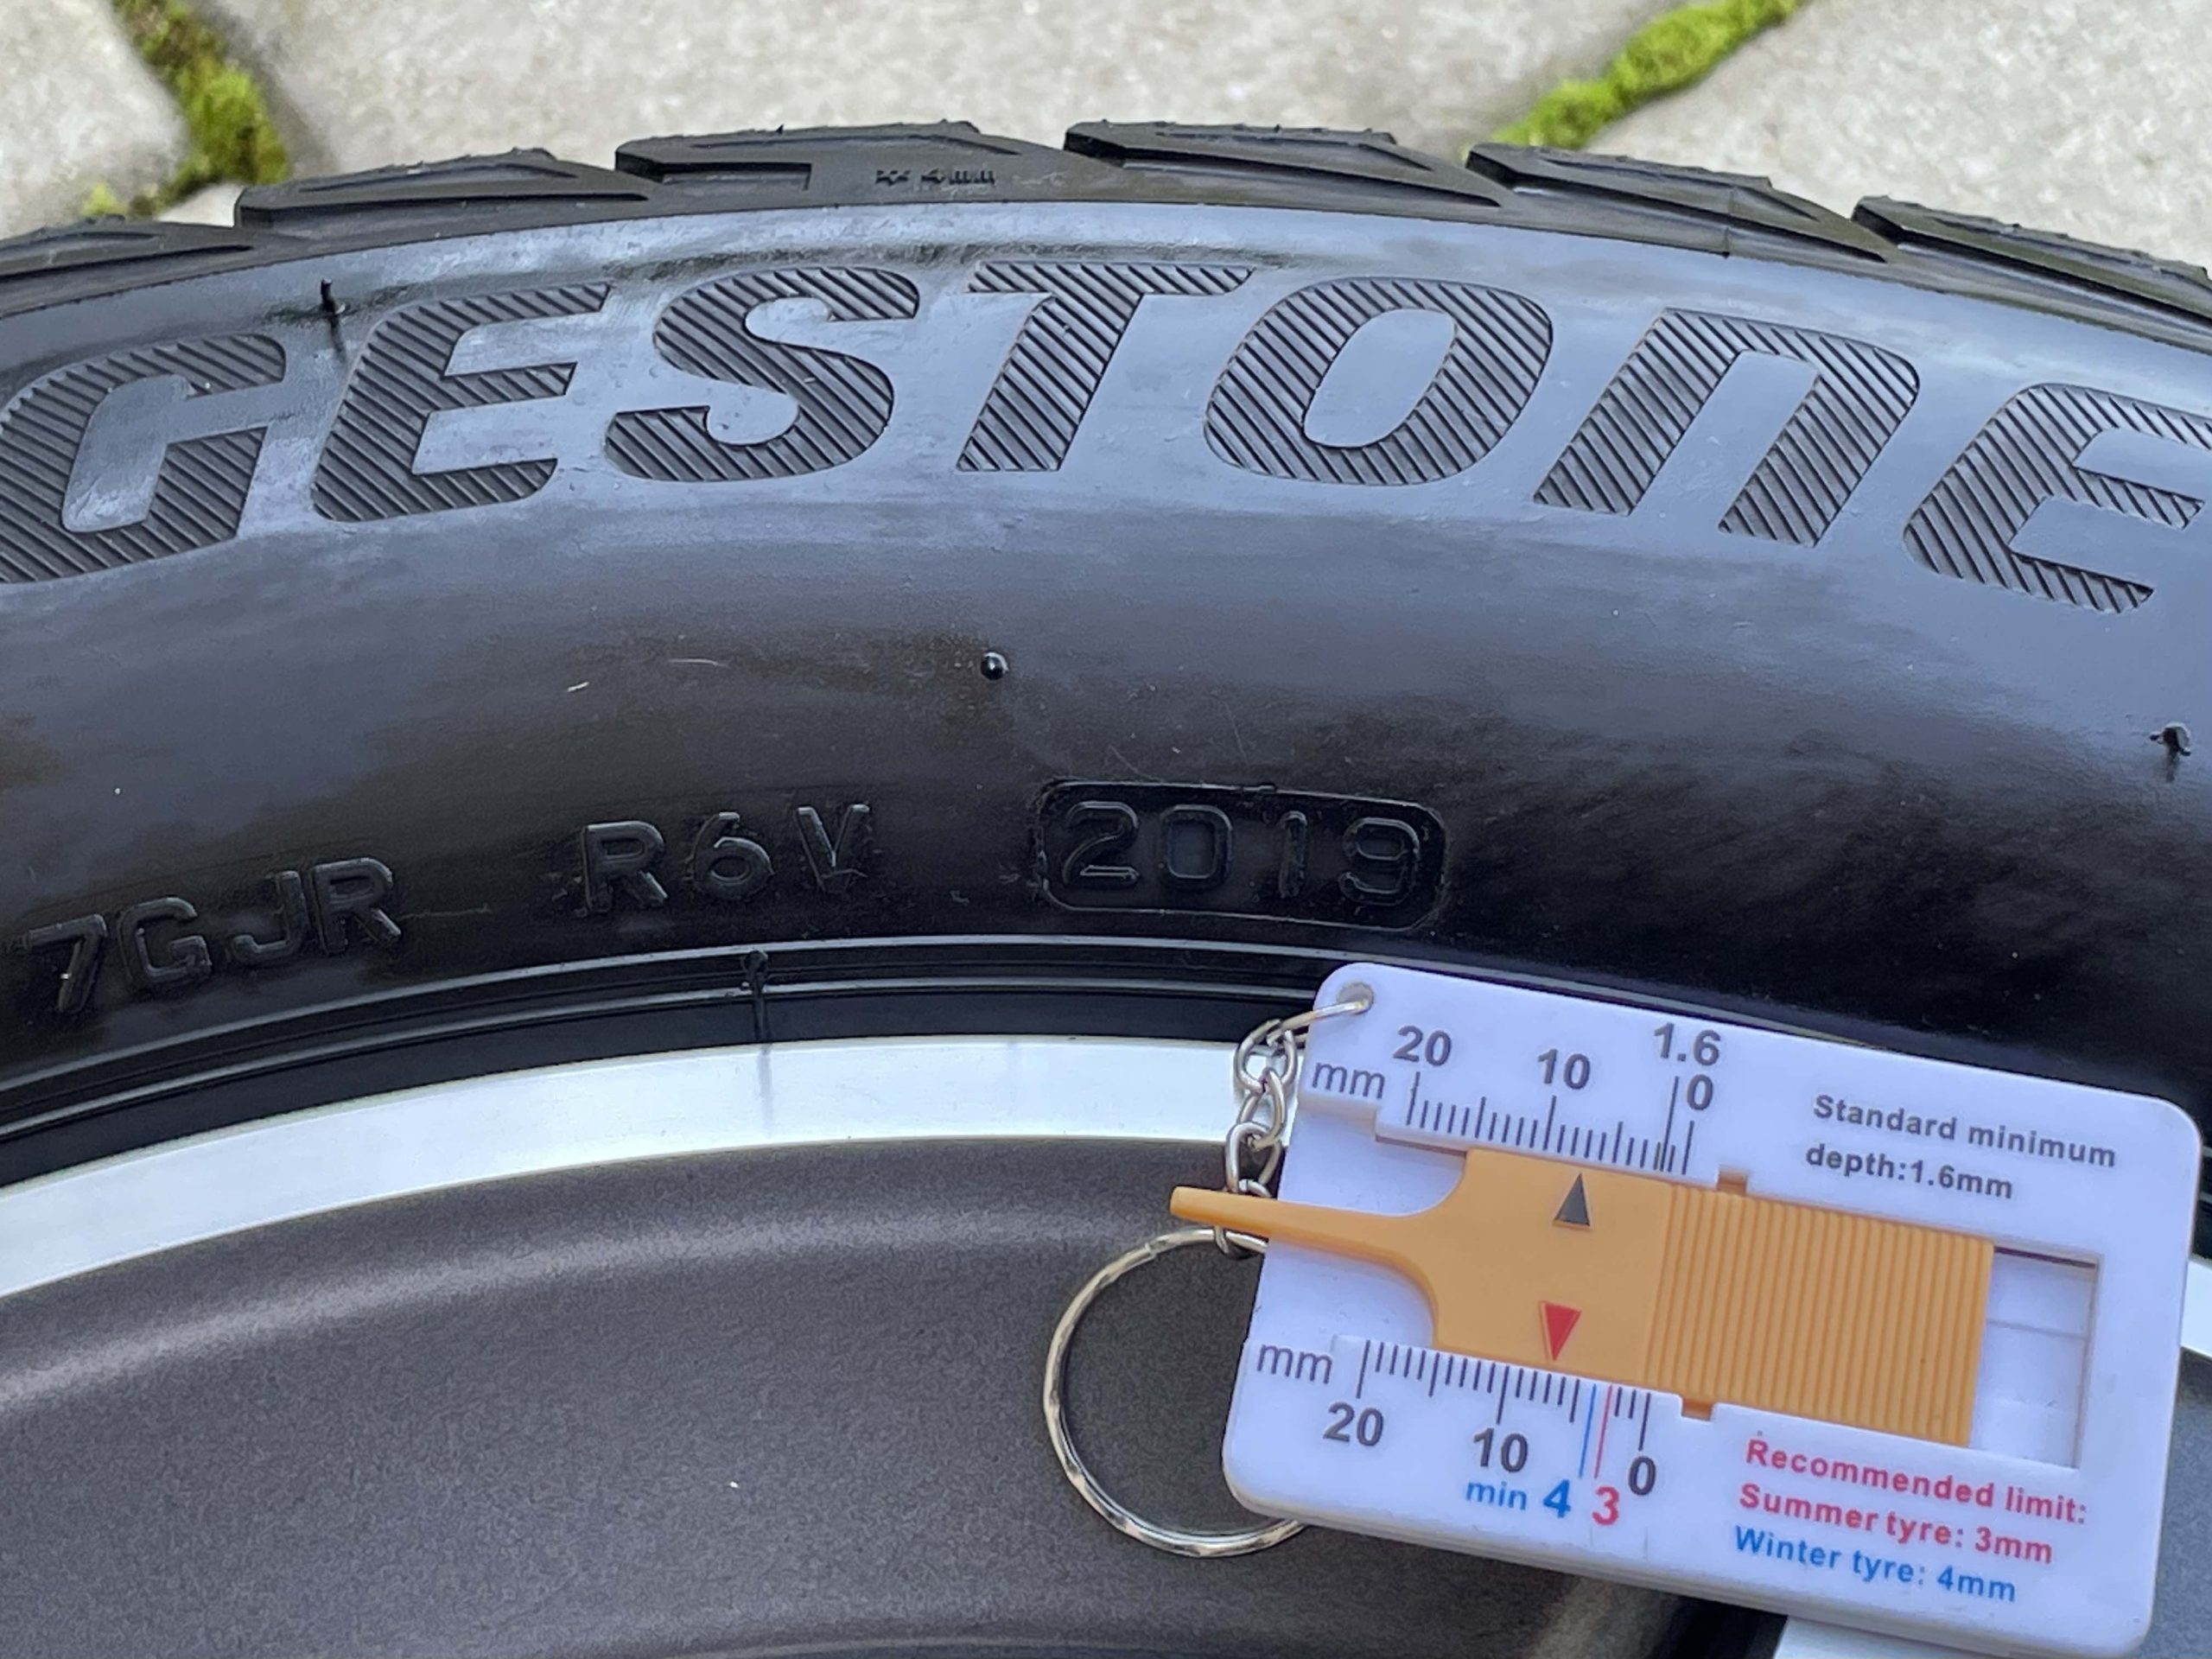 GESTONE
7GJR R6V 2019
20 10 1.6
mm 0
Standard minimum
depth:1.6mm
mm
20 10 0
min 4 3
Recommended limit:
Summer tyre: 3mm
Winter tyre: 4mm